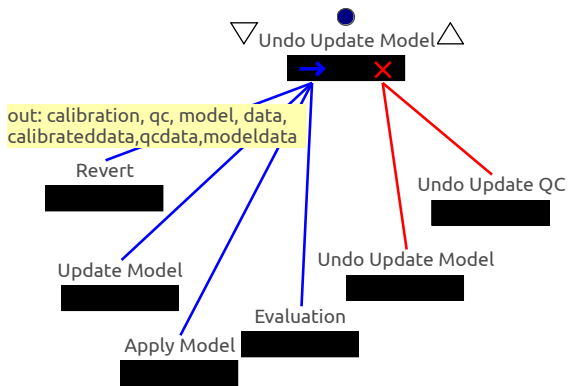 Undo Update Model
out: calibration, qc, model, data,
calibrateddata,qcdata,modeldata
Revert
Undo Update QC
Update Model
Undo Update Model
Evaluation
Apply Model